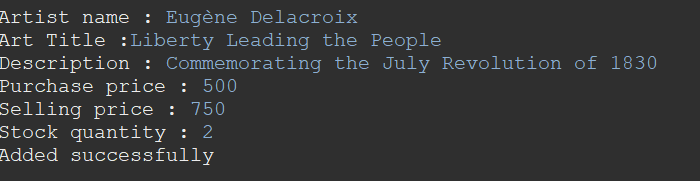 Artist name : Eugène Delacroix
Art Title :Liberty Leading the People
Description : Commemorating the July Revolution of 1830
Purchase price : 500
Selling price : 750
Stock quantity : 2
Added successfully